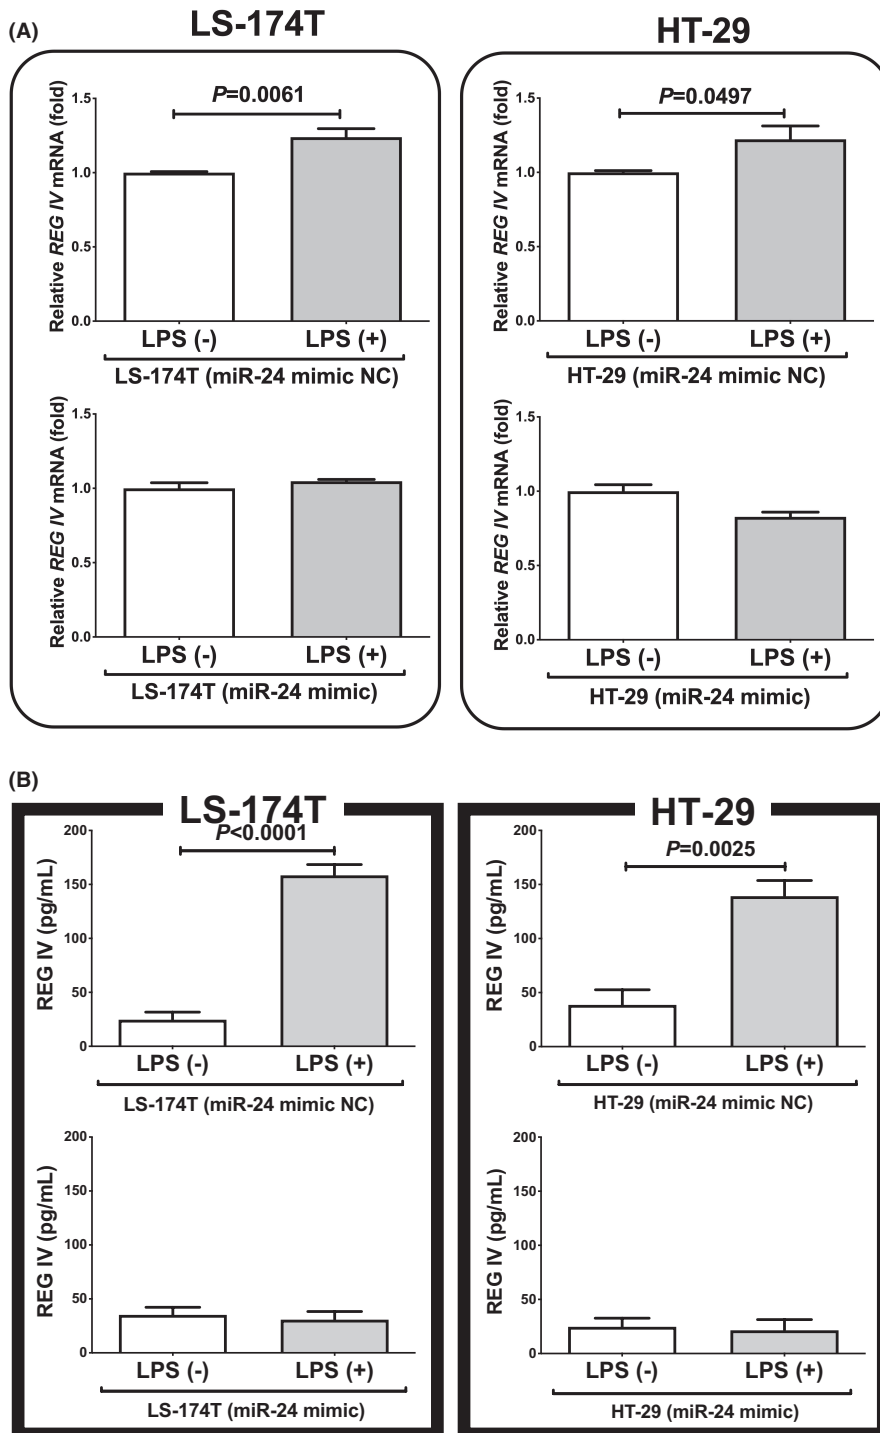 (A)
LS-174T
HT-29
Relative REG IV mRNA (fold)
1.5
1.0
0.5
0.0
P=0.0061
LPS (-)
LPS (+)
LS-174T (miR-24 mimic NC)
Relative REG IV mRNA (fold)
1.5
1.0
0.5
0.0
P=0.0497
LPS (-)
LPS (+)
HT-29 (miR-24 mimic NC)
Relative REG IV mRNA (fold)
1.5
1.0
0.5
0.0
LPS (-)
LPS (+)
LS-174T (miR-24 mimic)
Relative REG IV mRNA (fold)
1.5
1.0
0.5
0.0
LPS (-)
LPS (+)
HT-29 (miR-24 mimic)
(B)
LS-174T
HT-29
REG IV (pg/mL)
200
150
100
50
0
P<0.0001
LPS (-)
LPS (+)
LS-174T (miR-24 mimic NC)
REG IV (pg/mL)
200
150
100
50
0
P=0.0025
LPS (-)
LPS (+)
HT-29 (miR-24 mimic NC)
REG IV (pg/mL)
200
150
100
50
0
LPS (-)
LPS (+)
LS-174T (miR-24 mimic)
REG IV (pg/mL)
200
150
100
50
0
LPS (-)
LPS (+)
HT-29 (miR-24 mimic)